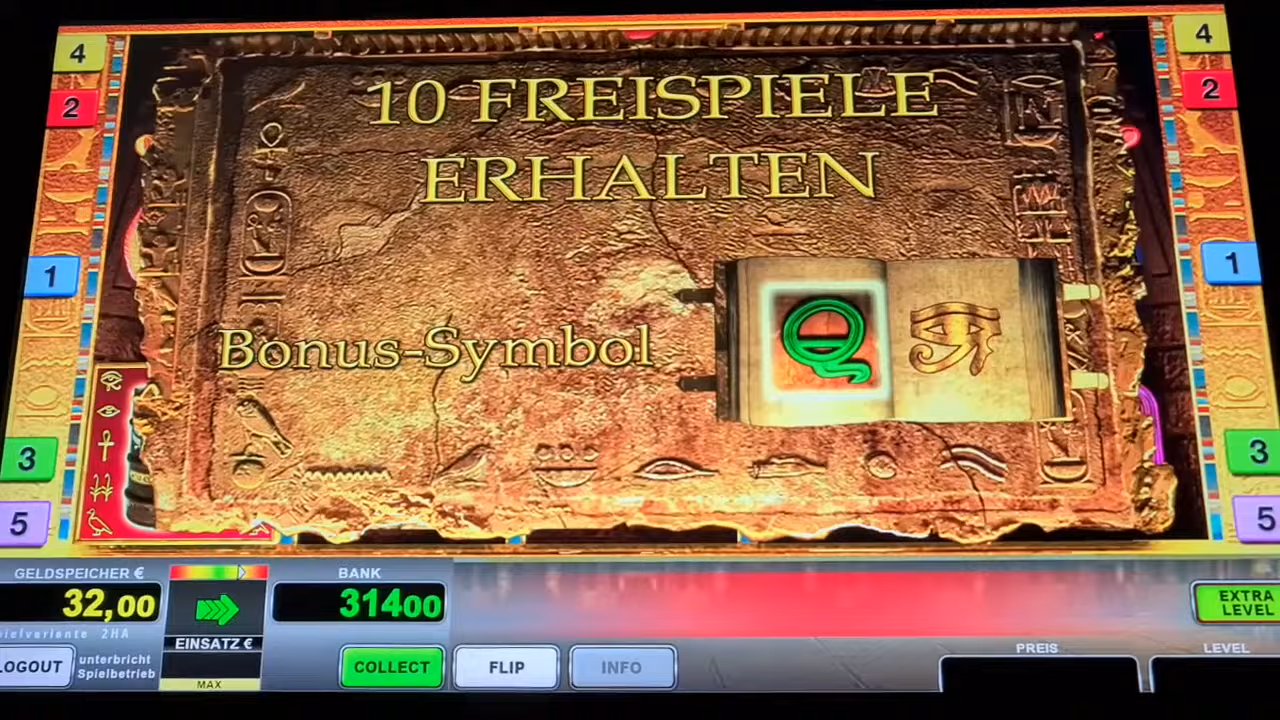 4
4
2
2
10 FREISPIELE
ERHALTEN
1
1
Bonus-Symbol
Q
3
3
5
5
GELDSPEICHER €
32,00
BANK
31400
EXTRA
LEVEL
2HA
EINSATZ €
LOGOUT
unterbricht
Spielbetrieb
MAX
COLLECT
FLIP
INFO
PREIS
LEVEL